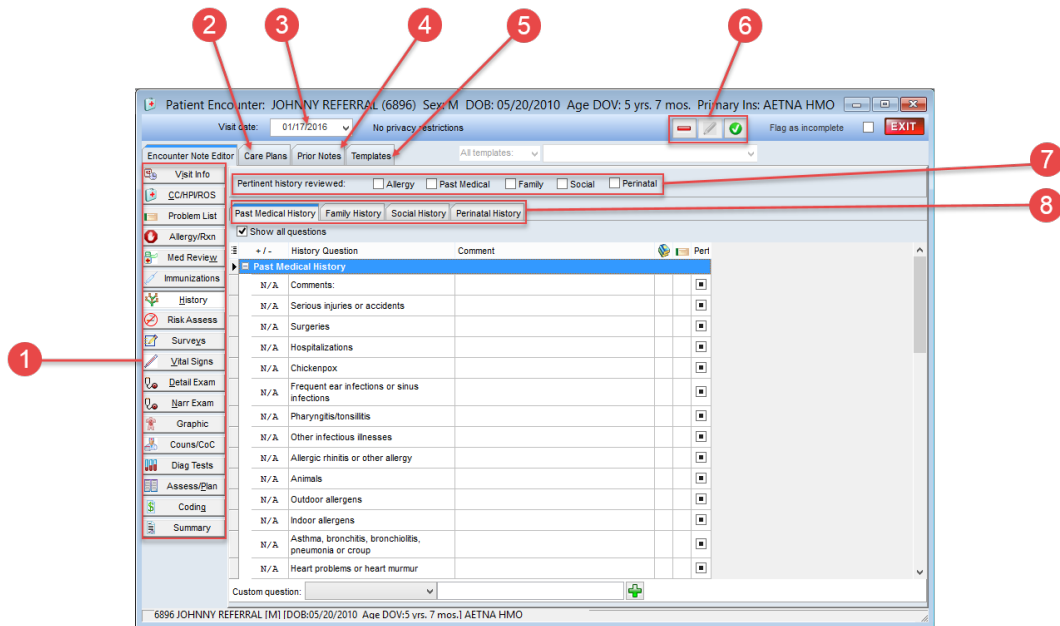 2 3 4 5 6
Patient Encounter: JOHNNY REFERRAL (6896) Sex: M DOB: 05/20/2010 Age DOV: 5 yrs. 7 mos. Primary Ins: AETNA HMO
Visit date: 01/17/2016 No privacy restrictions Flag as incomplete EXIT
Encounter Note Editor Care Plans Prior Notes Templates All templates:
7
Pertinent history reviewed: Allergy Past Medical Family Social Perinatal
8
Past Medical History Family History Social History Perinatal History
Show all questions
+/- History Question Comment Perf
Past Medical History
N/A Comments:
N/A Serious injuries or accidents
N/A Surgeries
N/A Hospitalizations
N/A Chickenpox
N/A Frequent ear infections or sinus
infections
N/A Pharyngitis/tonsillitis
N/A Other infectious illnesses
N/A Allergic rhinitis or other allergy
N/A Animals
N/A Outdoor allergens
N/A Indoor allergens
N/A Asthma, bronchitis, bronchiolitis,
pneumonia or croup
N/A Heart problems or heart murmur
Custom question:
1
Visit Info
CC/HPI/ROS
Problem List
Allergy/Rxn
Med Review
Immunizations
History
Risk Assess
Surveys
Vital Signs
Detail Exam
Narr Exam
Graphic
Couns/CoC
Diag Tests
Assess/Plan
Coding
Summary
6896 JOHNNY REFERRAL [M] [DOB:05/20/2010 Age DOV:5 yrs. 7 mos.] AETNA HMO